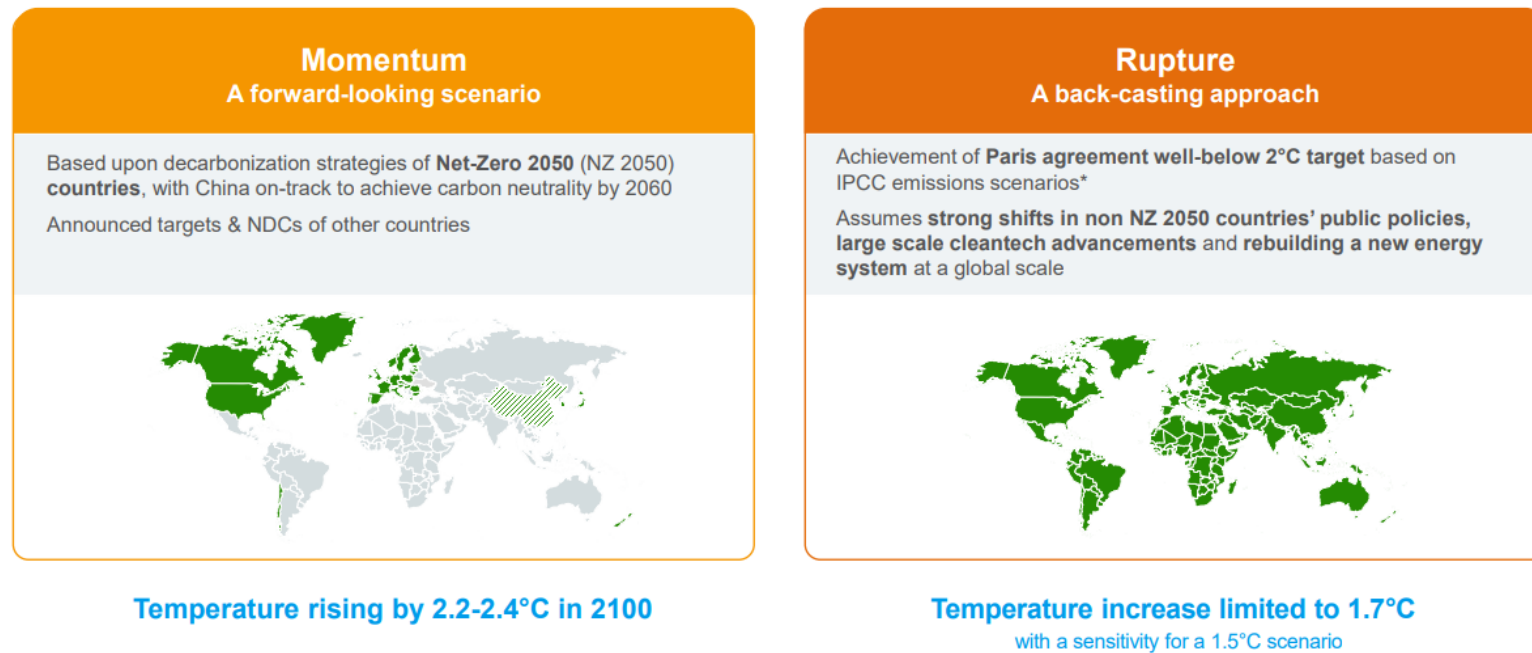 Momentum
A forward-looking scenario
Based upon decarbonization strategies of Net-Zero 2050 (NZ 2050)
countries, with China on-track to achieve carbon neutrality by 2060
Announced targets & NDCs of other countries
Temperature rising by 2.2-2.4°C in 2100
Rupture
A back-casting approach
Achievement of Paris agreement well-below 2°C target based on
IPCC emissions scenarios*
Assumes strong shifts in non NZ 2050 countries' public policies,
large scale cleantech advancements and rebuilding a new energy
system at a global scale
Temperature increase limited to 1.7°C
with a sensitivity for a 1.5°C scenario